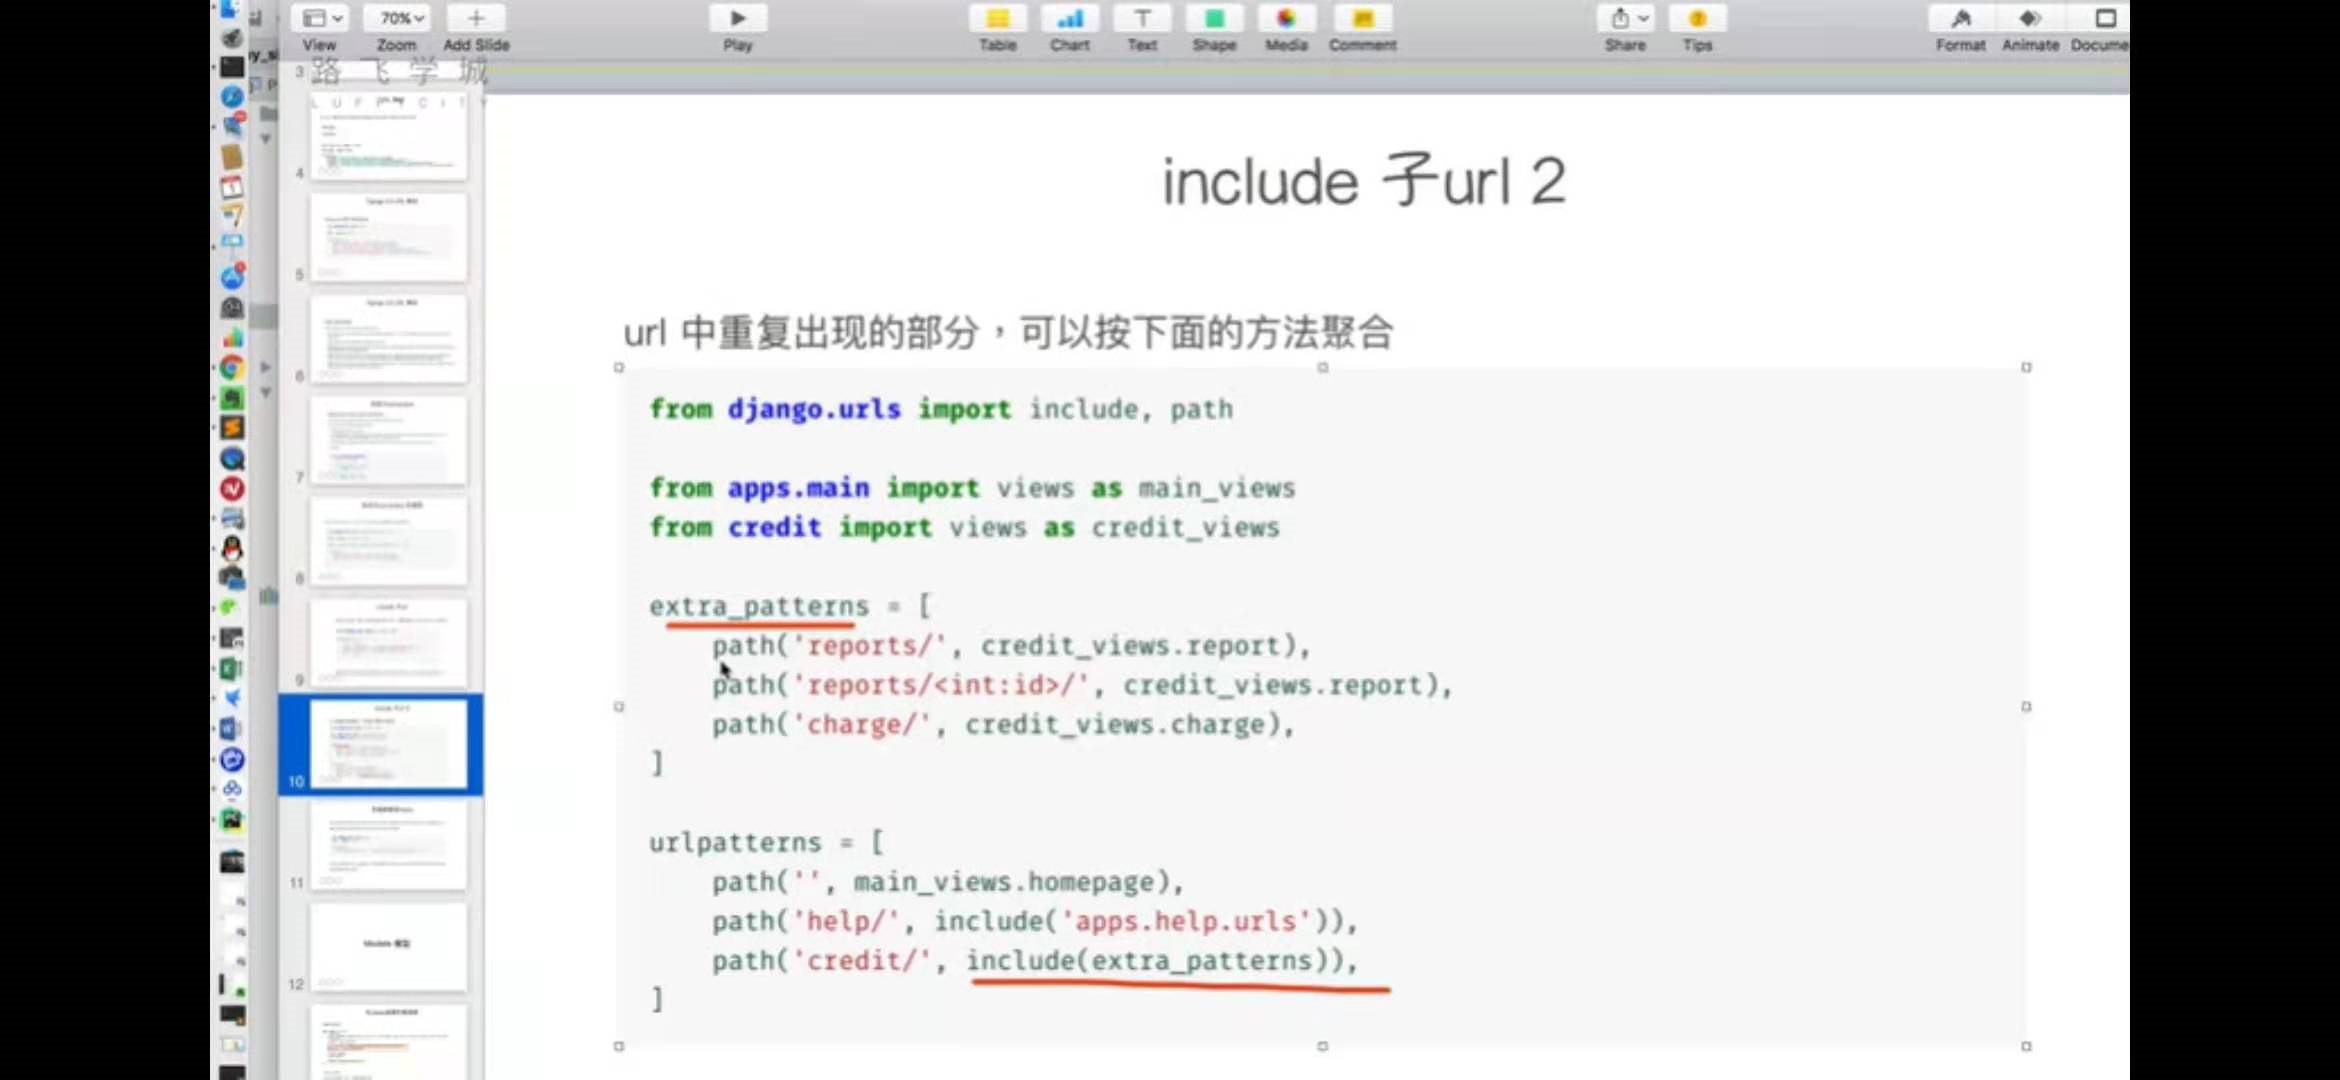 70%
View
Zoom
Add Slide
Play
Table
Chart
Text
Shape
Media
Comment
Share
Tips
Format
Animate
Docume
路飞学城
LUFFYCITY
3
4
5
6
7
8
9
10
11
12
Models 模型
include 子url 2
url 中重复出现的部分，可以按下面的方法聚合
from django.urls import include, path
from apps.main import views as main_views
from credit import views as credit_views
extra_patterns = [
    path('reports/', credit_views.report),
    path('reports/<int:id>/', credit_views.report),
    path('charge/', credit_views.charge),
]
urlpatterns = [
    path('', main_views.homepage),
    path('help/', include('apps.help.urls')),
    path('credit/', include(extra_patterns)),
]